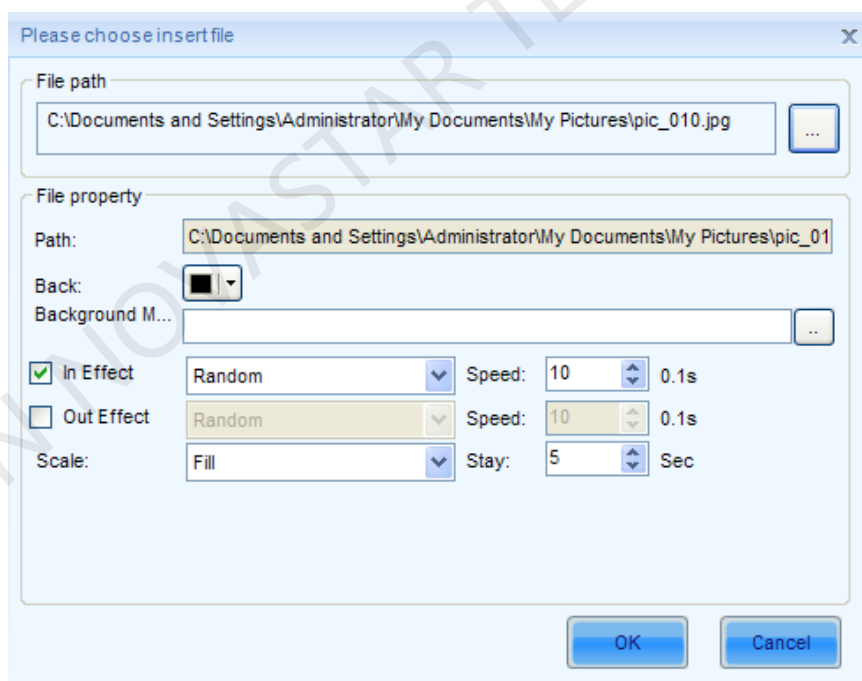 Please choose insert file
x
File path
C:\Documents and Settings\Administrator\My Documents\My Pictures\pic_010.jpg
...
File property
Path: C:\Documents and Settings\Administrator\My Documents\My Pictures\pic_01
Back:
Background M... ..
In Effect Random Speed: 10 0.1s
Out Effect Random Speed: 10 0.1s
Scale: Fill Stay: 5 Sec
OK Cancel
N NOVASTAR TE